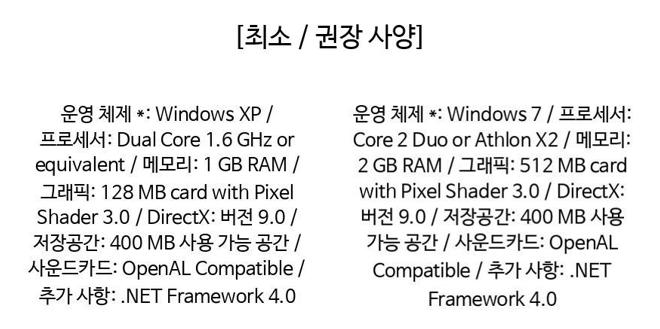 [최소 / 권장 사양]
운영 체제 *: Windows XP /
프로세서: Dual Core 1.6 GHz or
equivalent / 메모리: 1 GB RAM /
그래픽: 128 MB card with Pixel
Shader 3.0 / DirectX: 버전 9.0 /
저장공간: 400 MB 사용 가능 공간 /
사운드카드: OpenAL Compatible /
추가 사항: .NET Framework 4.0
운영 체제 *: Windows 7 / 프로세서:
Core 2 Duo or Athlon X2 / 메모리:
2 GB RAM / 그래픽: 512 MB card
with Pixel Shader 3.0 / DirectX:
버전 9.0 / 저장공간: 400 MB 사용
가능 공간 / 사운드카드: OpenAL
Compatible / 추가 사항: .NET
Framework 4.0